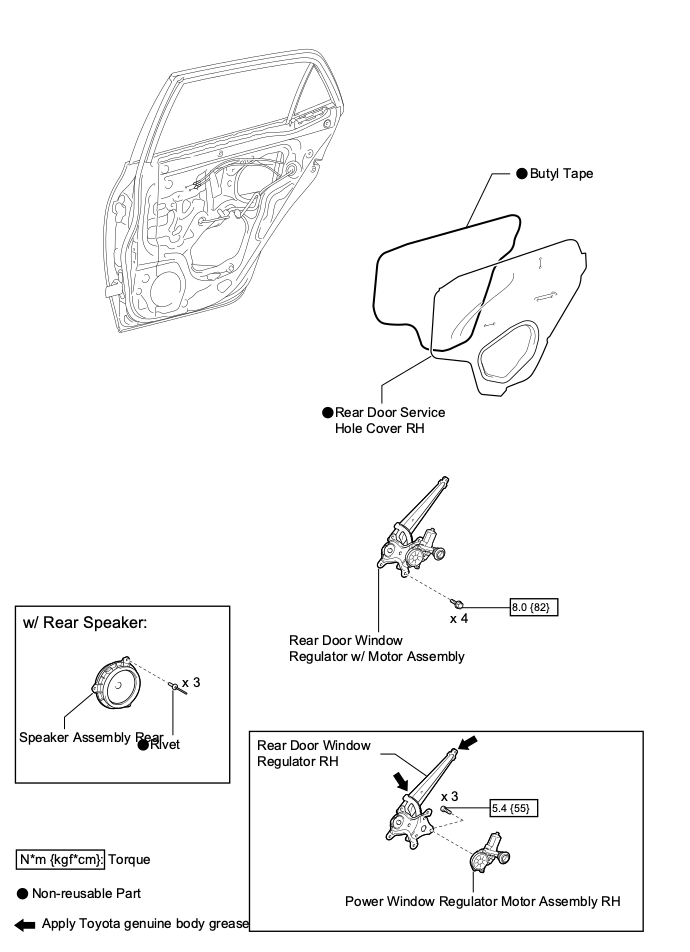 Butyl Tape
Rear Door Service
Hole Cover RH
8.0 {82}
x 4
Rear Door Window
Regulator w/ Motor Assembly
w/ Rear Speaker:
x 3
Speaker Assembly Rear
Rivet
Rear Door Window
Regulator RH
x 3
5.4 {55}
Power Window Regulator Motor Assembly RH
N*m {kgf*cm}: Torque
Non-reusable Part
Apply Toyota genuine body grease